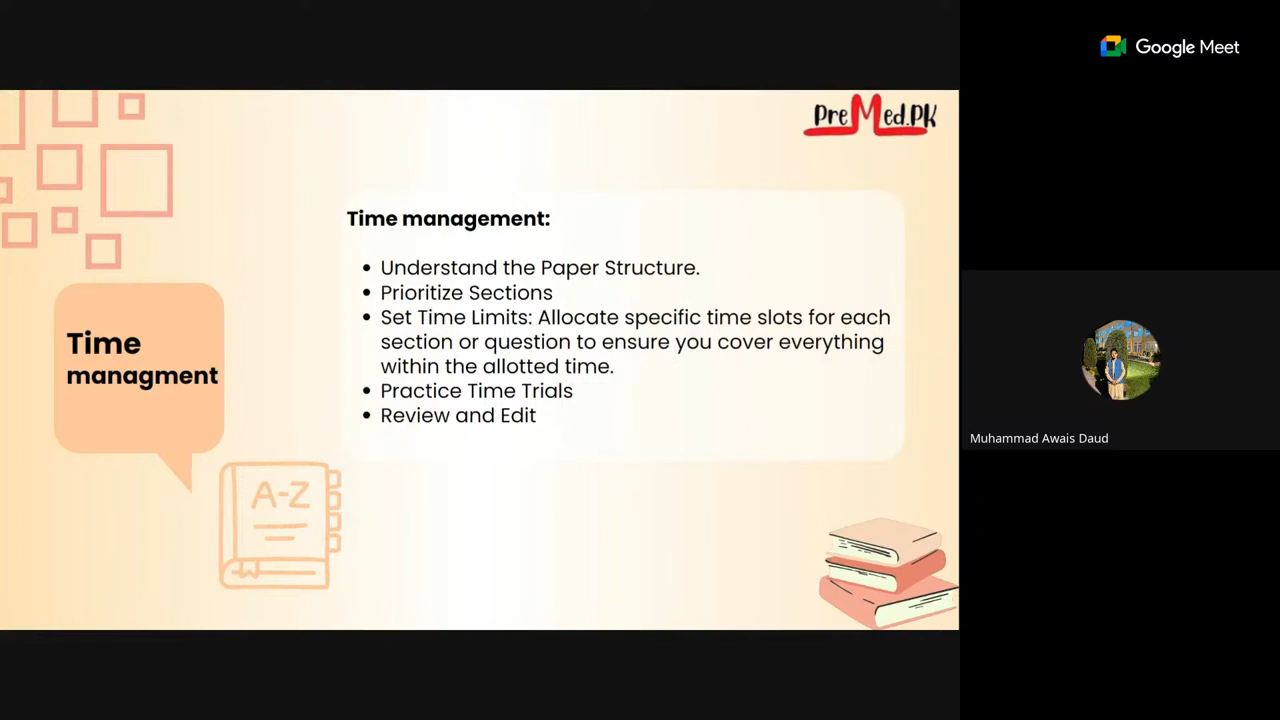 Google Meet
PreMed.PK
Time management:
• Understand the Paper Structure.
• Prioritize Sections
• Set Time Limits: Allocate specific time slots for each
section or question to ensure you cover everything
within the allotted time.
• Practice Time Trials
• Review and Edit
Time
managment
A-Z
Muhammad Awais Daud